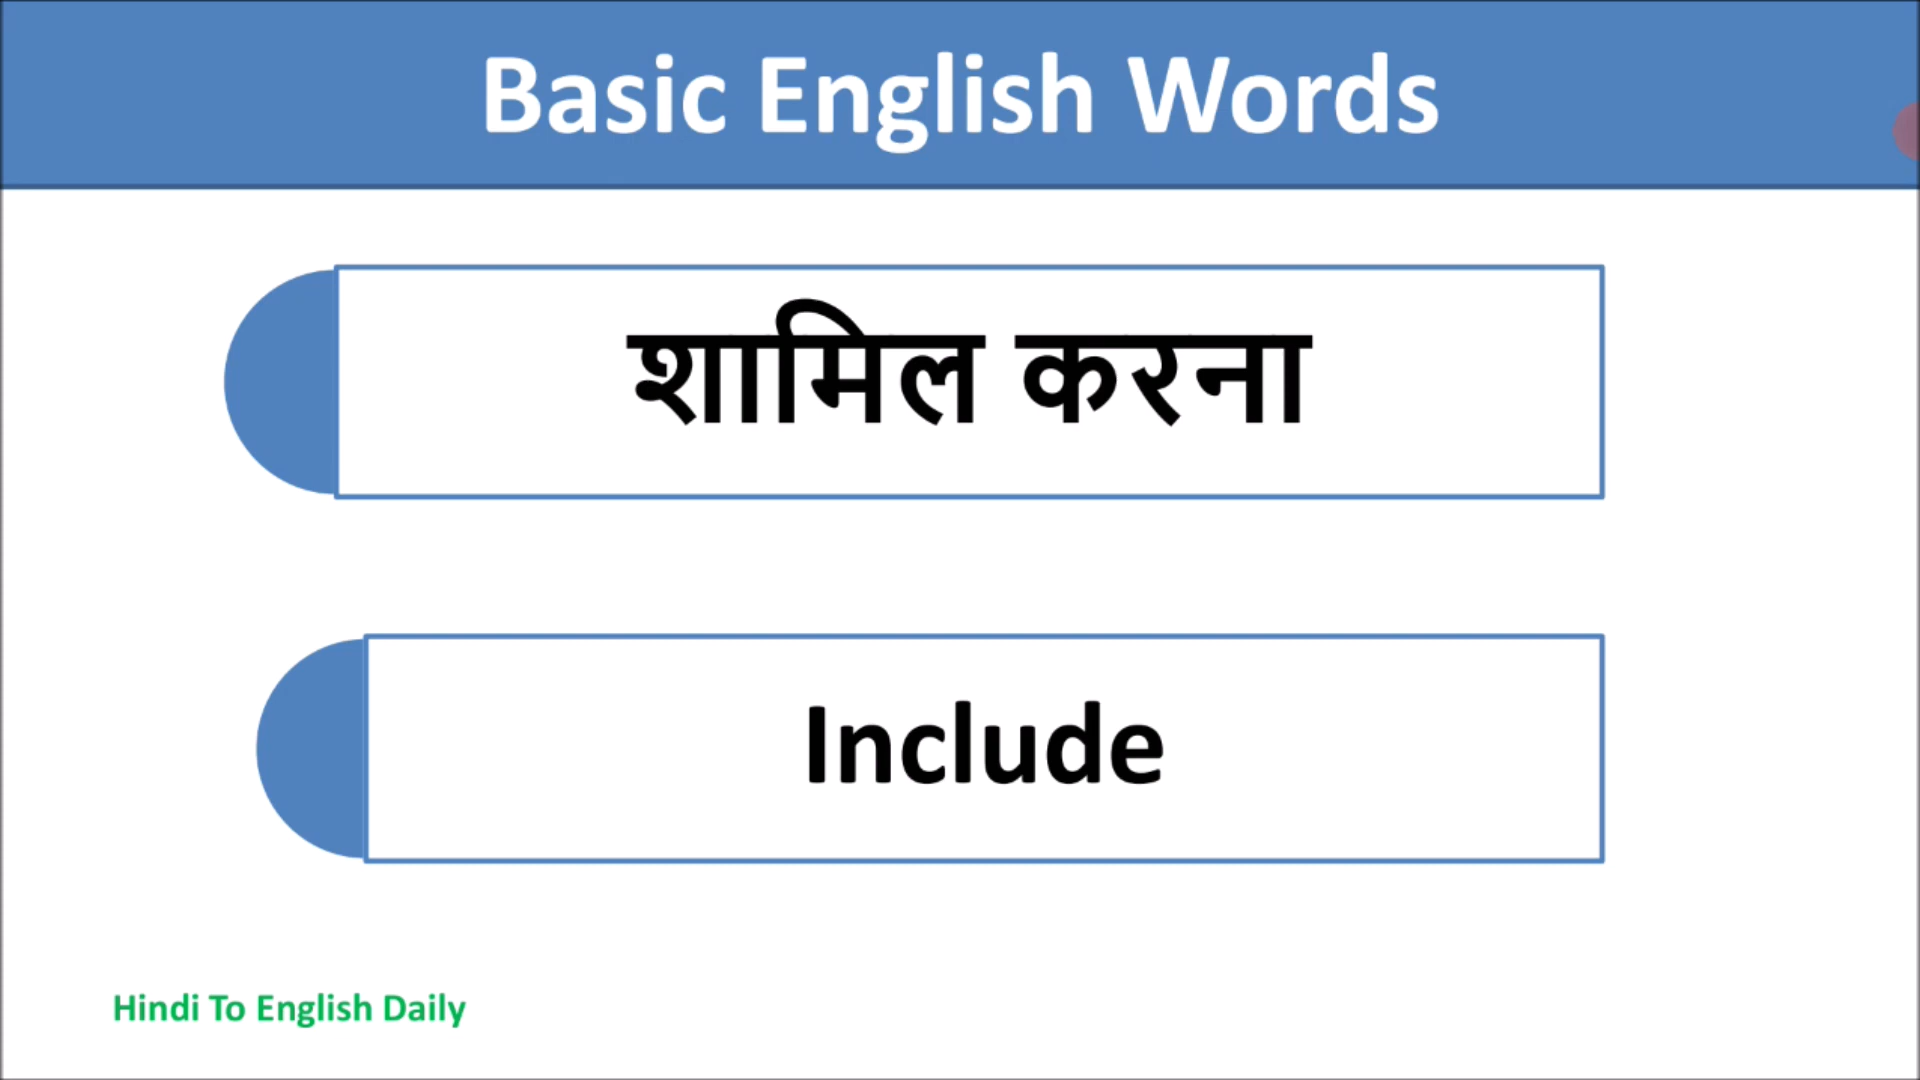 Basic English Words
शामिल करना
Include
Hindi To English Daily